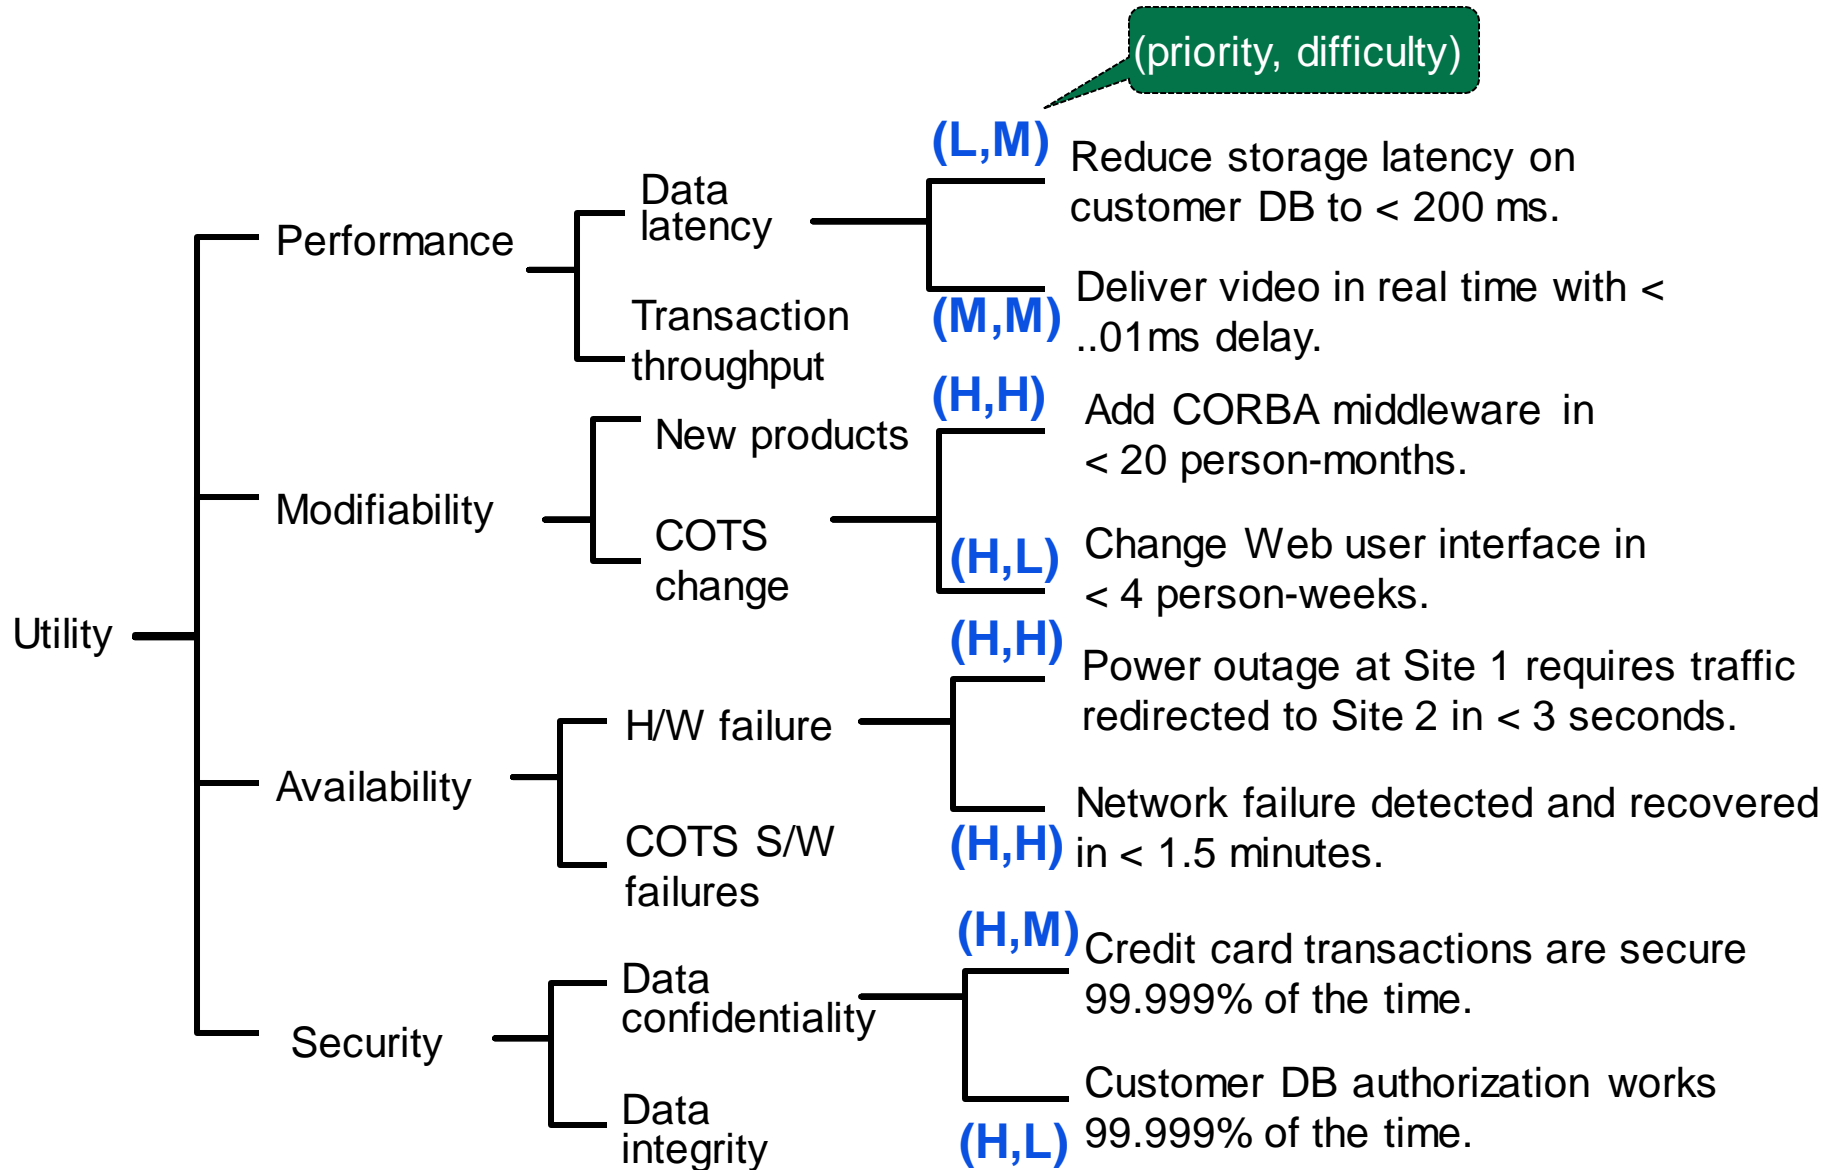 (priority, difficulty)
(L,M)
Reduce storage latency on
customer DB to < 200 ms.
Data
latency
Performance
Deliver video in real time with <
..01ms delay.
(M,M)
Transaction
throughput
(H,H)
Add CORBA middleware in
< 20 person-months.
New products
Modifiability
COTS
change
(H,L)
Change Web user interface in
< 4 person-weeks.
Utility
(H,H)
Power outage at Site 1 requires traffic
redirected to Site 2 in < 3 seconds.
H/W failure
Availability
Network failure detected and recovered
in < 1.5 minutes.
(H,H)
COTS S/W
failures
(H,M)
Credit card transactions are secure
99.999% of the time.
Data
confidentiality
Security
Customer DB authorization works
99.999% of the time.
(H,L)
Data
integrity